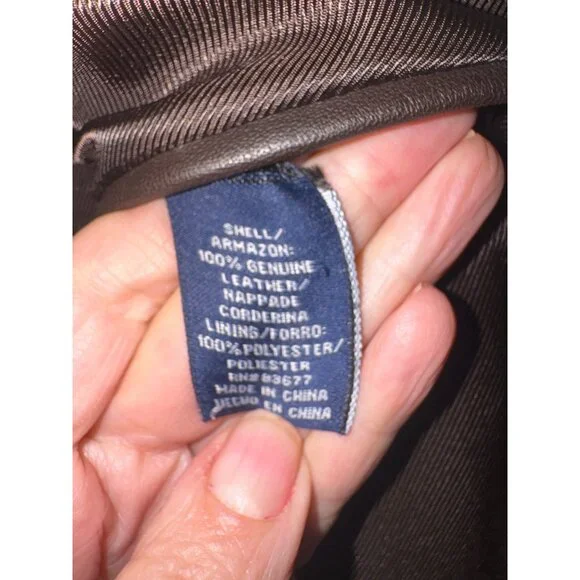 SHELL/
ARMAZON:
100% GENUINE
LEATHER/
NAPPADE
CORDERINA
LINING/FORRO:
100%POLYESTER/
POLIESTER
RN# 83677
MADE IN CHINA
HECHO EN CHINA